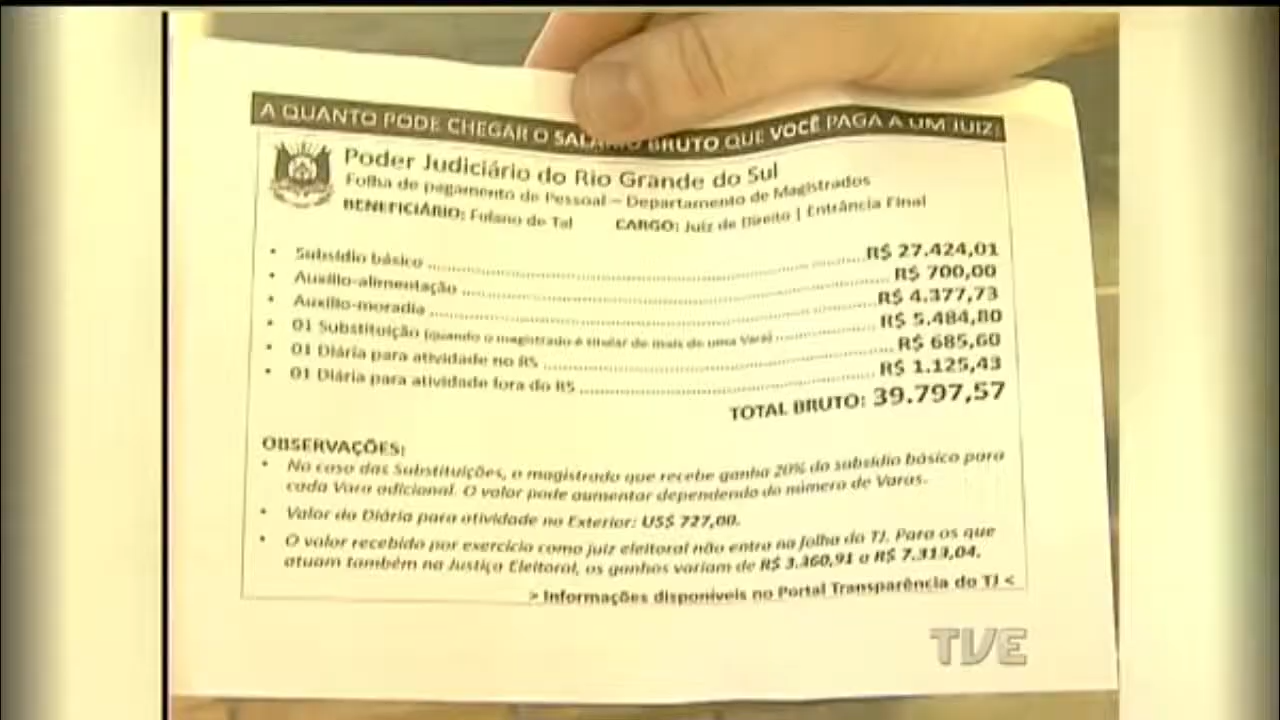 A QUANTO PODE CHEGAR O SALÁRIO BRUTO QUE VOCÊ PAGA A UM JUIZ
Poder Judiciário do Rio Grande do Sul
Folha de pagamento de Pessoal – Departamento de Magistrados
BENEFICIÁRIO: Fulano de Tal CARGO: Juiz de Direito | Entrância Final
• Subsídio básico R$ 27.424,01
• Auxílio-alimentação R$ 700,00
• Auxílio-moradia R$ 4.377,73
• 01 Substituição (quando o magistrado é titular de mais de uma Vara) R$ 5.484,80
• 01 Diária para atividade no RS R$ 685,60
• 01 Diária para atividade fora do RS R$ 1.125,43
TOTAL BRUTO: 39.797,57
OBSERVAÇÕES:
• No caso das Substituições, o magistrado que recebe ganha 20% do subsídio básico para
cada Vara adicional. O valor pode aumentar dependendo do número de Varas.
• Valor da Diária para atividade no Exterior: US$ 727,00.
• O valor recebido por exercício como juiz eleitoral não entra na folha do TJ. Para os que
atuam também na Justiça Eleitoral, os ganhos variam de R$ 3.360,91 a R$ 7.313,04.
> Informações disponíveis no Portal Transparência do TJ <
TVE